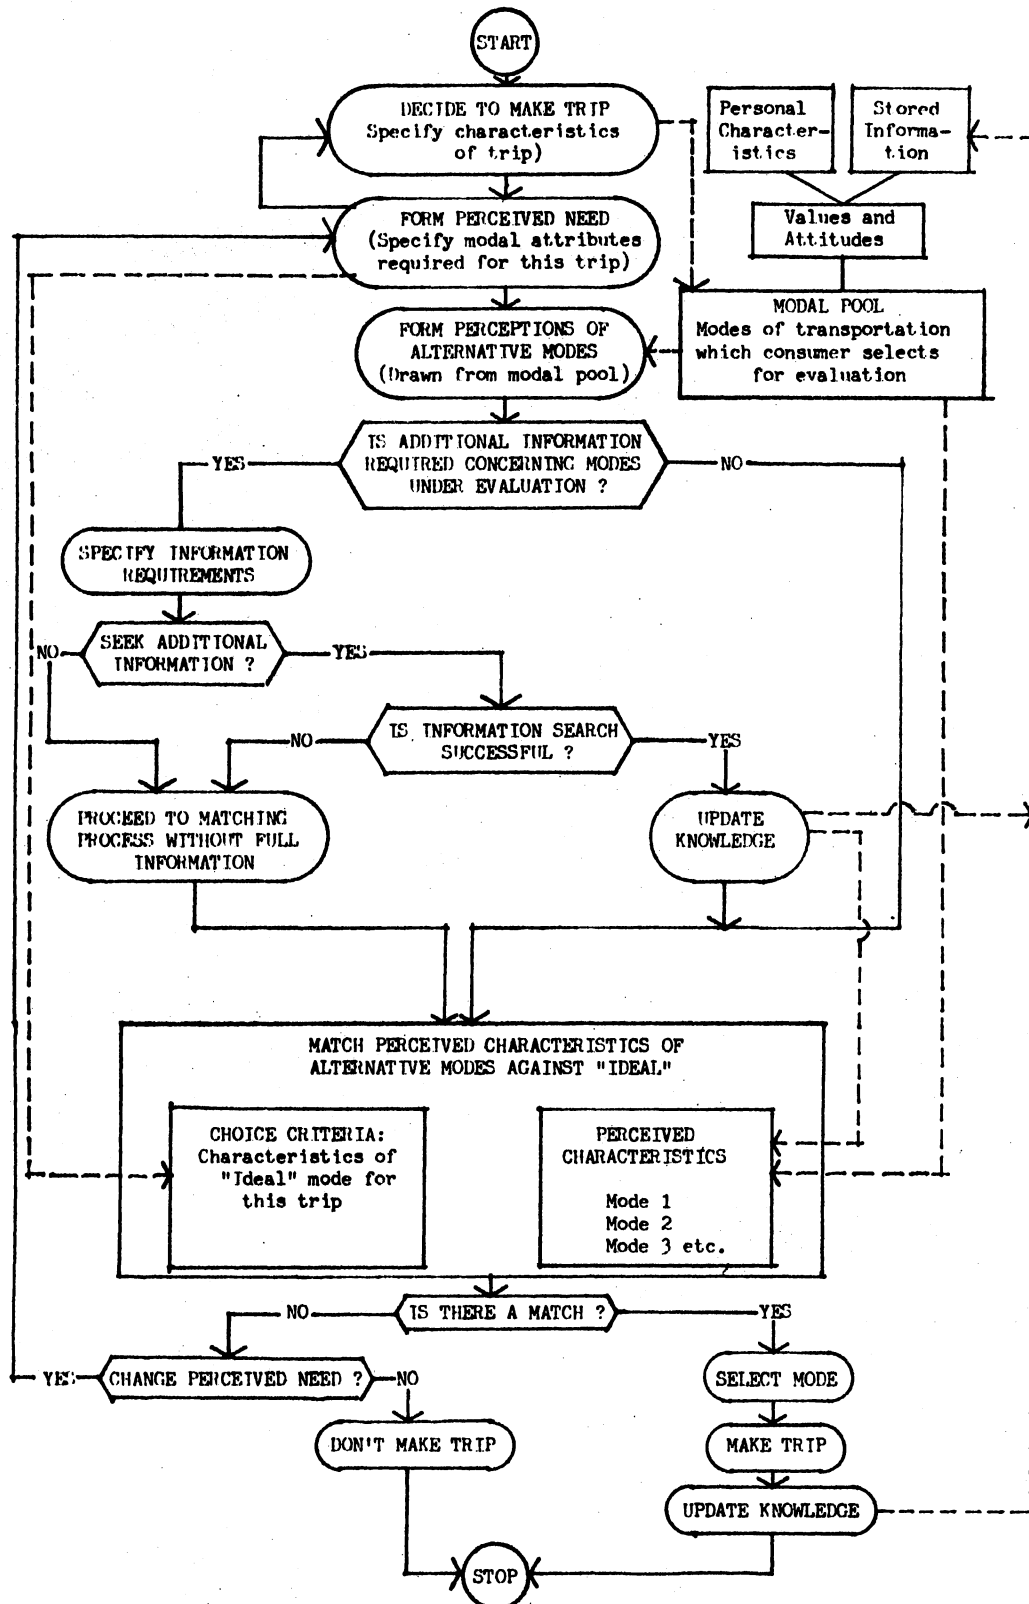 START
DECIDE TO MAKE TRIP
Specify characteristics
of trip)
Personal
Character-
istics
Stored
Informa-
tion
FORM PERCEIVED NEED
(Specify modal attributes
required for this trip)
Values and
Attitudes
MODAL POOL
Modes of transportation
which consumer selects
for evaluation
FORM PERCEPTIONS OF
ALTERNATIVE MODES
(Drawn from modal pool)
IS ADDITIONAL INFORMATION
REQUIRED CONCERNING MODES
UNDER EVALUATION ?
YES
NO
SPECIFY INFORMATION
REQUIREMENTS
SEEK ADDITIONAL
INFORMATION ?
NO
YES
IS INFORMATION SEARCH
SUCCESSFUL ?
NO
YES
PROCEED TO MATCHING
PROCESS WITHOUT FULL
INFORMATION
UPDATE
KNOWLEDGE
MATCH PERCEIVED CHARACTERISTICS OF
ALTERNATIVE MODES AGAINST "IDEAL"
CHOICE CRITERIA:
Characteristics of
"Ideal" mode for
this trip
PERCEIVED
CHARACTERISTICS
Mode 1
Mode 2
Mode 3 etc.
IS THERE A MATCH ?
NO
YES
CHANGE PERCEIVED NEED ?
YES
NO
SELECT MODE
DON'T MAKE TRIP
MAKE TRIP
UPDATE KNOWLEDGE
STOP